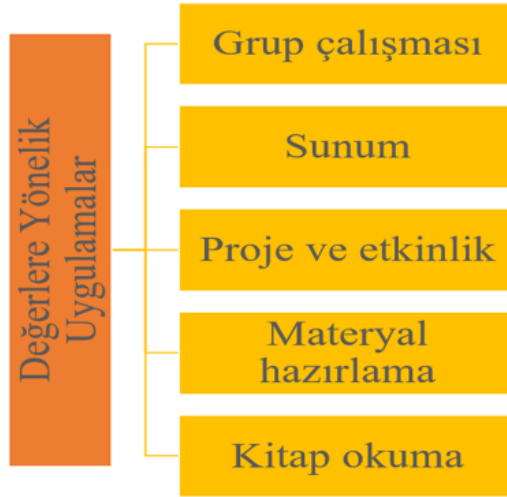 Değerlere Yönelik
Uygulamalar
Grup çalışması
Sunum
Proje ve etkinlik
Materyal
hazırlama
Kitap okuma